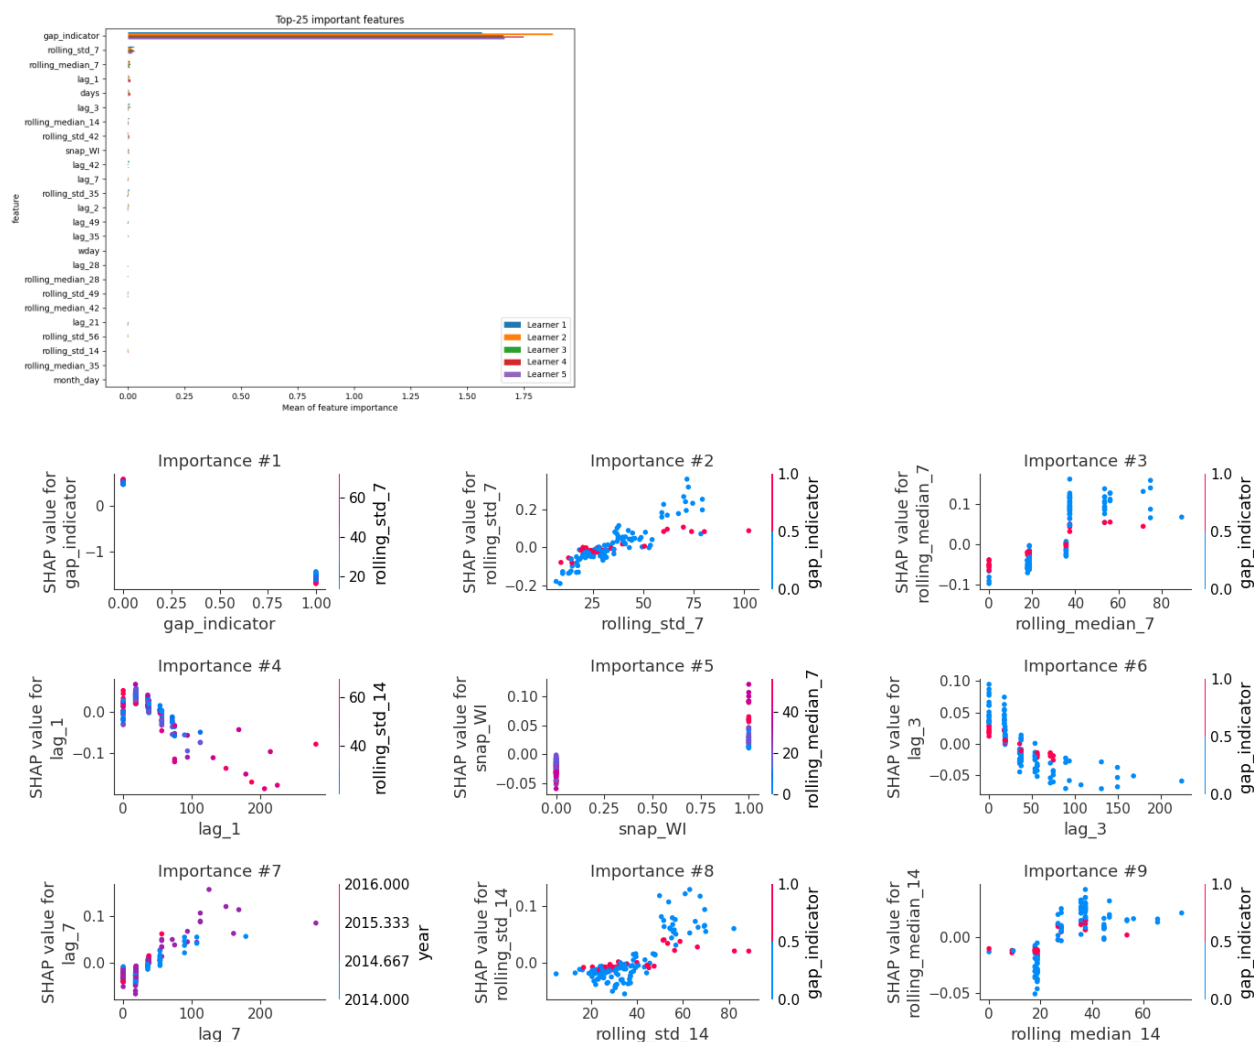 Top-25 important features
feature
gap_indicator
rolling_std_7
rolling_median_7
lag_1
days
lag_3
rolling_median_14
rolling_std_42
snap_WI
lag_42
lag_7
rolling_std_35
lag_2
lag_49
lag_35
wday
lag_28
rolling_median_28
rolling_std_49
rolling_median_42
lag_21
rolling_std_56
rolling_std_14
rolling_median_35
month_day
Learner 1
Learner 2
Learner 3
Learner 4
Learner 5
0.00 0.25 0.50 0.75 1.00 1.25 1.50 1.75
Mean of feature importance
Importance #1
SHAP value for
gap_indicator
0
−1
0.00 0.25 0.50 0.75 1.00
gap_indicator
60
40
20
rolling_std_7
Importance #2
SHAP value for
rolling_std_7
0.2
0.0
−0.2
25 50 75 100
rolling_std_7
1.0
0.5
0.0
gap_indicator
Importance #3
SHAP value for
rolling_median_7
0.1
0.0
−0.1
0 20 40 60 80
rolling_median_7
1.0
0.5
0.0
gap_indicator
Importance #4
SHAP value for
lag_1
0.0
−0.1
0 100 200
lag_1
60
40
rolling_std_14
Importance #5
SHAP value for
snap_WI
0.10
0.05
0.00
−0.05
0.00 0.25 0.50 0.75 1.00
snap_WI
40
20
0
rolling_median_7
Importance #6
SHAP value for
lag_3
0.10
0.05
0.00
−0.05
0 50 100 150 200
lag_3
1.0
0.5
0.0
gap_indicator
Importance #7
SHAP value for
lag_7
0.1
0.0
0 100 200
lag_7
2016.000
2015.333
2014.667
2014.000
year
Importance #8
SHAP value for
rolling_std_14
0.10
0.05
0.00
−0.05
20 40 60 80
rolling_std_14
1.0
0.5
0.0
gap_indicator
Importance #9
SHAP value for
rolling_median_14
0.00
−0.05
0 20 40 60
rolling_median_14
1.0
0.5
0.0
gap_indicator